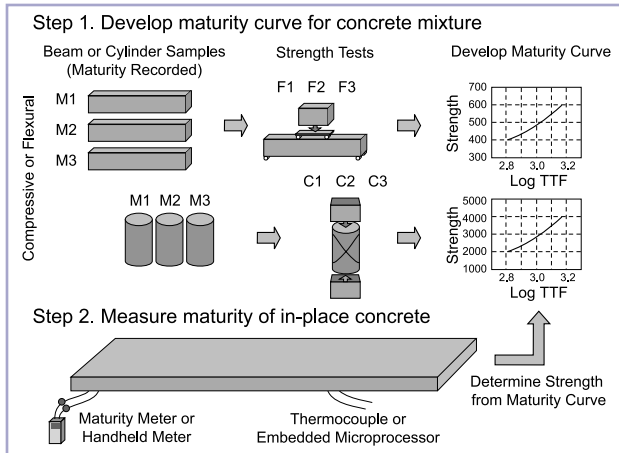 Step 1. Develop maturity curve for concrete mixture
Beam or Cylinder Samples
(Maturity Recorded)
Strength Tests
Develop Maturity Curve
Compressive or Flexural
M1
M2
M3
F1 F2 F3
Strength
700
600
500
400
300
2.8 3.0 3.2
Log TTF
M1 M2 M3
C1 C2 C3
Strength
5000
4000
3000
2000
1000
2.8 3.0 3.2
Log TTF
Step 2. Measure maturity of in-place concrete
Maturity Meter or
Handheld Meter
Thermocouple or
Embedded Microprocessor
Determine Strength
from Maturity Curve